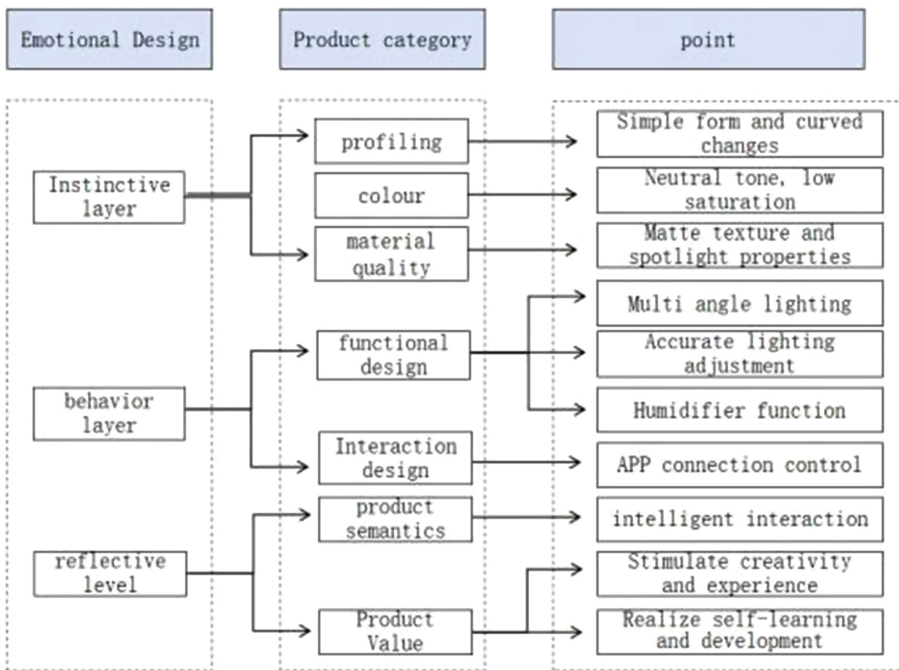 Emotional Design
Product category
point
Instinctive
layer
profiling
colour
material
quality
Simple form and curved
changes
Neutral tone, low
saturation
Matte texture and
spotlight properties
behavior
layer
functional
design
Interaction
design
Multi angle lighting
Accurate lighting
adjustment
Humidifier function
APP connection control
reflective
level
product
semantics
Product
Value
intelligent interaction
Stimulate creativity
and experience
Realize self-learning
and development